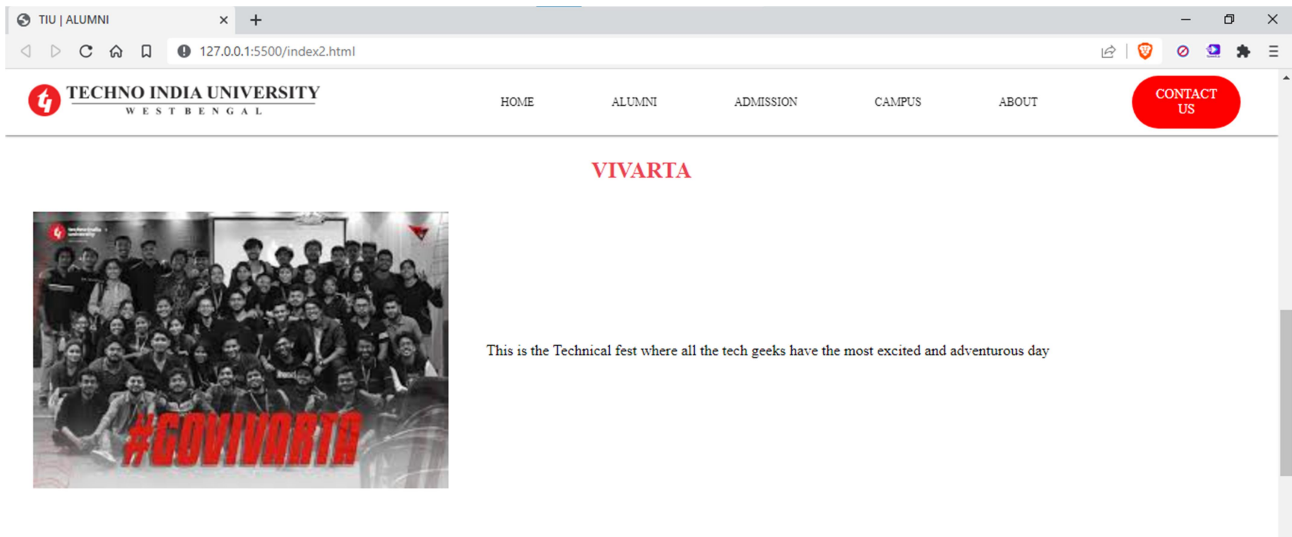 TIU | ALUMNI
127.0.0.1:5500/index2.html
TECHNO INDIA UNIVERSITY
WEST BENGAL
HOME
ALUMNI
ADMISSION
CAMPUS
ABOUT
CONTACT
US
VIVARTA
This is the Technical fest where all the tech geeks have the most excited and adventurous day
#GOVIVARTA